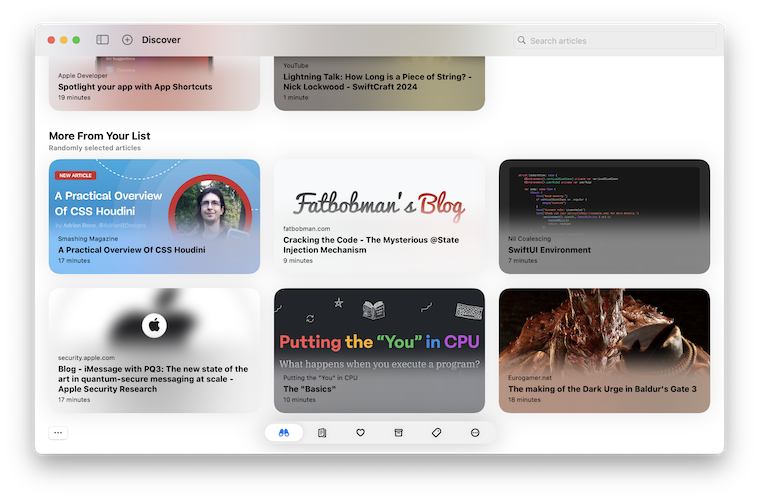 Discover
Search articles
Apple Developer
Spotlight your app with App Shortcuts
19 minutes
YouTube
Lightning Talk: How Long is a Piece of String? -
Nick Lockwood - SwiftCraft 2024
1 minute
More From Your List
Randomly selected articles
NEW ARTICLE
A Practical Overview
Of CSS Houdini
Smashing Magazine
A Practical Overview Of CSS Houdini
17 minutes
Fatbobman's Blog
fatbobman.com
Cracking the Code - The Mysterious @State
Injection Mechanism
9 minutes
Nil Coalescing
SwiftUI Environment
7 minutes
security.apple.com
Blog - iMessage with PQ3: The new state of the
art in quantum-secure messaging at scale -
Apple Security Research
17 minutes
Putting the “You” in CPU
What happens when you execute a program?
Putting the "You" in CPU
The "Basics"
10 minutes
Eurogamer.net
The making of the Dark Urge in Baldur's Gate 3
18 minutes